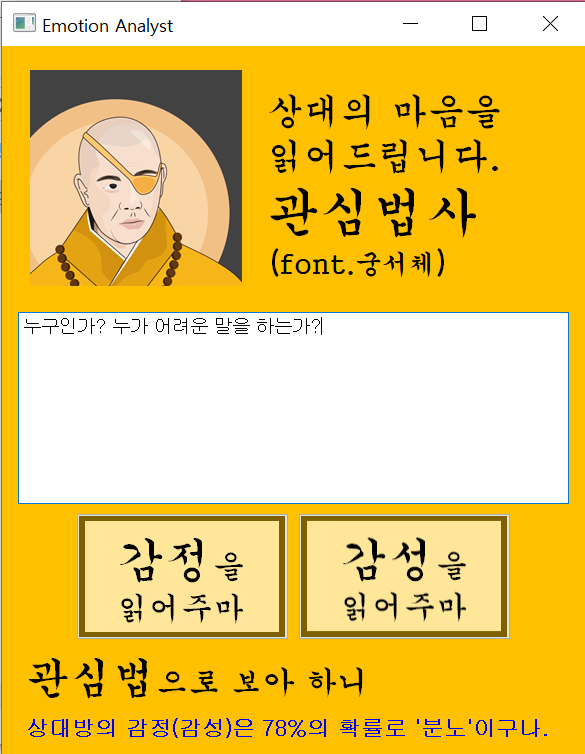 Emotion Analyst
상대의 마음을
읽어드립니다.
관심법사
(font.궁서체)
누구인가? 누가 어려운 말을 하는가?
감정을
읽어주마
감성을
읽어주마
관심법으로 보아 하니
상대방의 감정(감성)은 78%의 확률로 '분노'이구나.